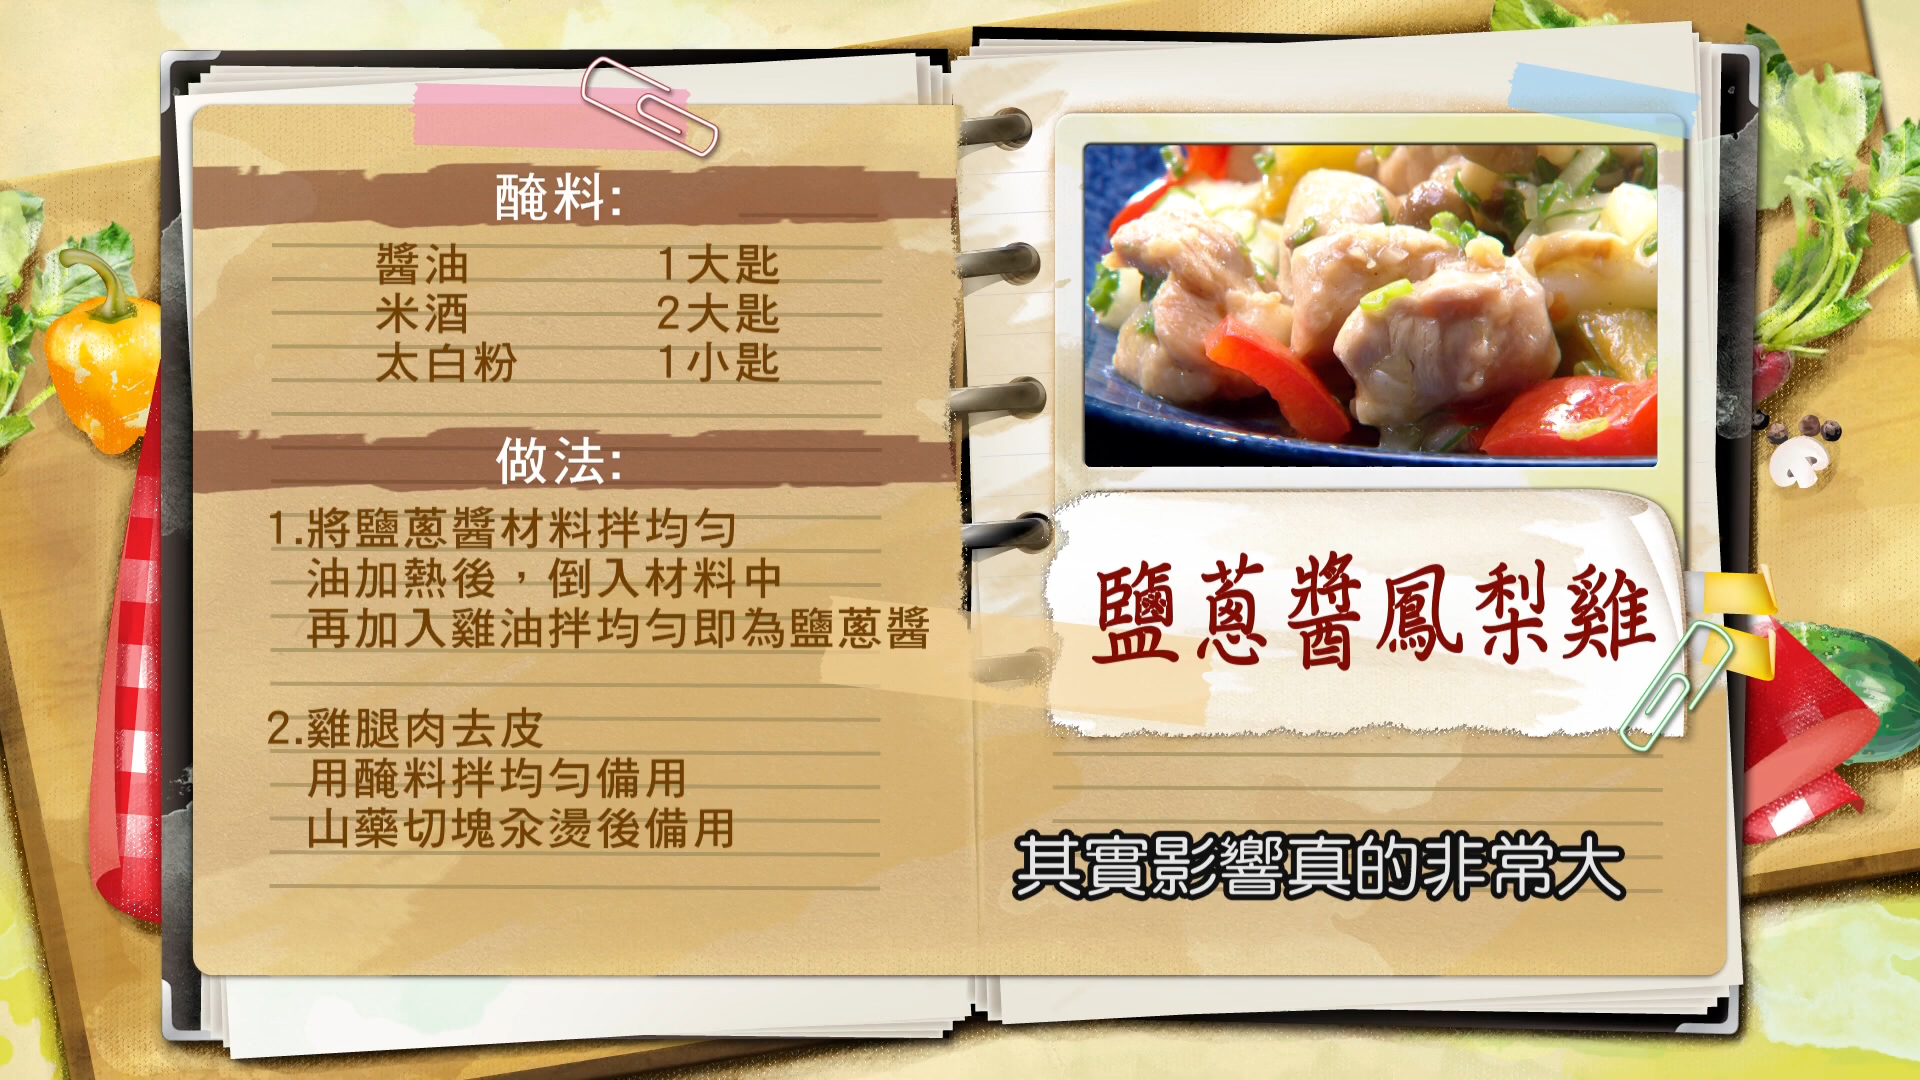 醃料:
醬油 1大匙
米酒 2大匙
太白粉 1小匙
做法:
1.將鹽蔥醬材料拌均勻
油加熱後，倒入材料中
再加入雞油拌均勻即為鹽蔥醬
2.雞腿肉去皮
用醃料拌均勻備用
山藥切塊汆燙後備用
鹽蔥醬鳳梨雞
其實影響真的非常大